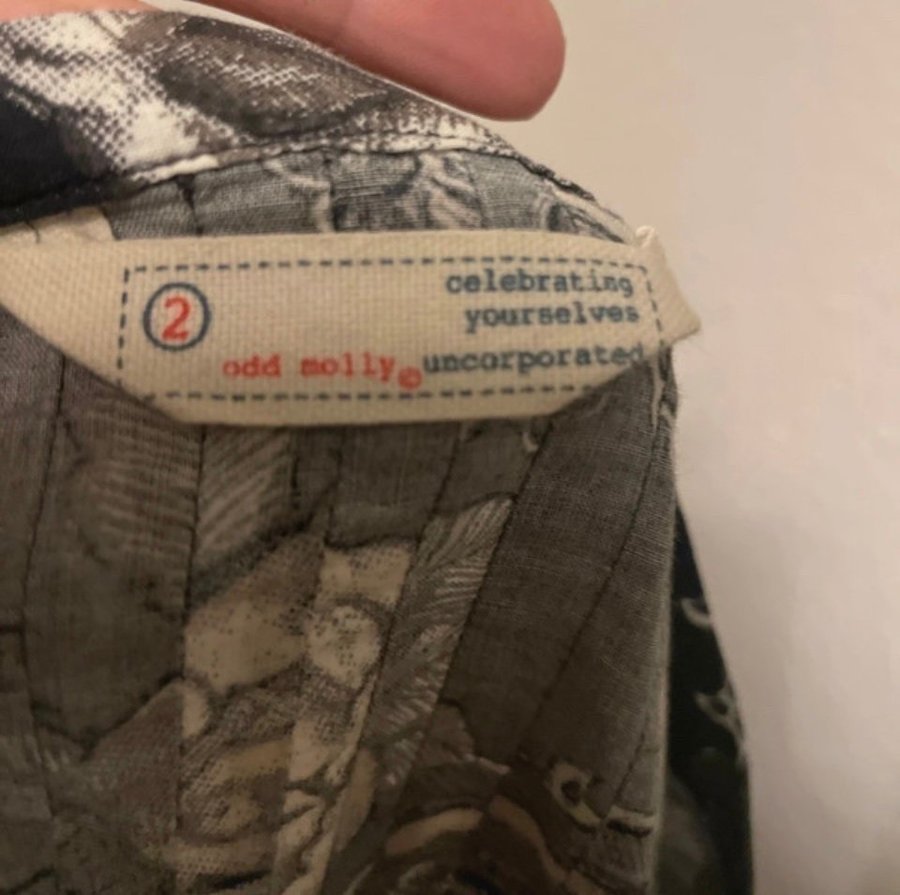 celebrating
2 yourselves
odd molly© uncorporated